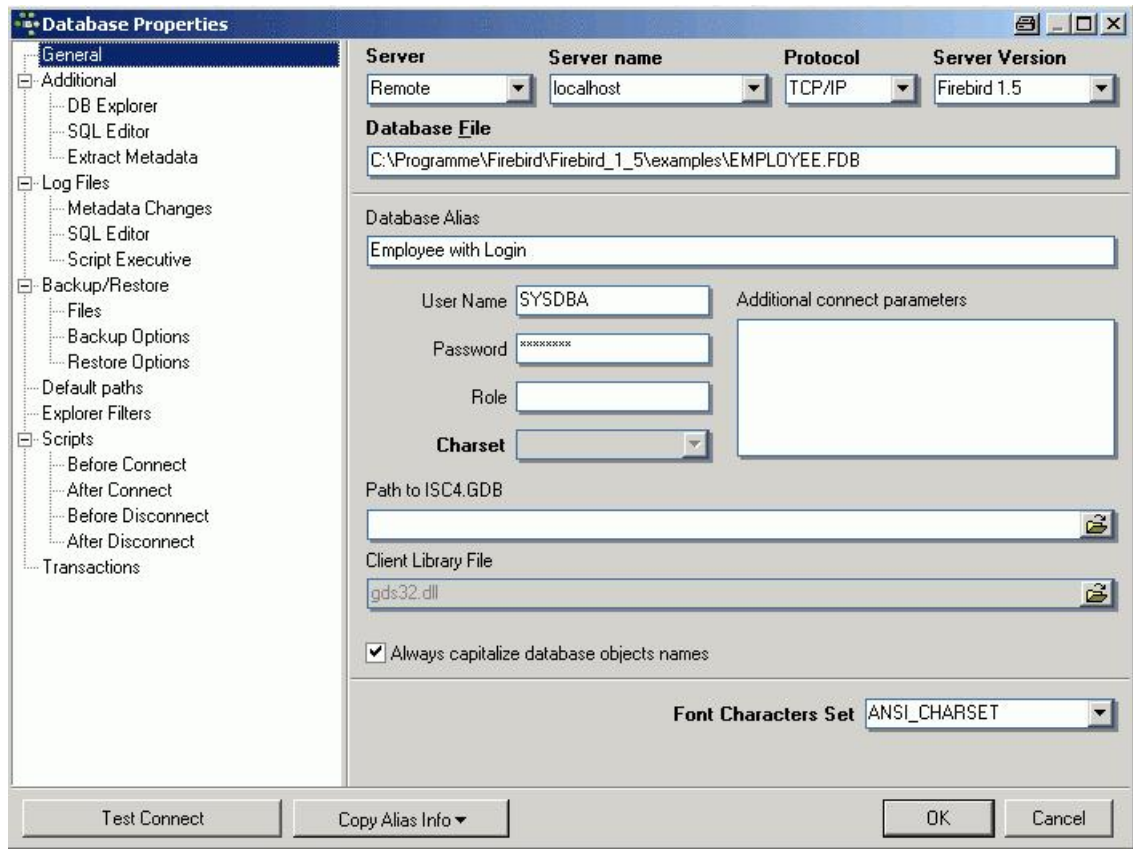 Database Properties
General
Additional
DB Explorer
SQL Editor
Extract Metadata
Log Files
Metadata Changes
SQL Editor
Script Executive
Backup/Restore
Files
Backup Options
Restore Options
Default paths
Explorer Filters
Scripts
Before Connect
After Connect
Before Disconnect
After Disconnect
Transactions
Server Server name Protocol Server Version
Remote localhost TCP/IP Firebird 1.5
Database File
C:\Programme\Firebird\Firebird_1_5\examples\EMPLOYEE.FDB
Database Alias
Employee with Login
User Name SYSDBA Additional connect parameters
Password ********
Role
Charset
Path to ISC4.GDB
Client Library File
gds32.dll
Always capitalize database objects names
Font Characters Set ANSI_CHARSET
Test Connect Copy Alias Info OK Cancel